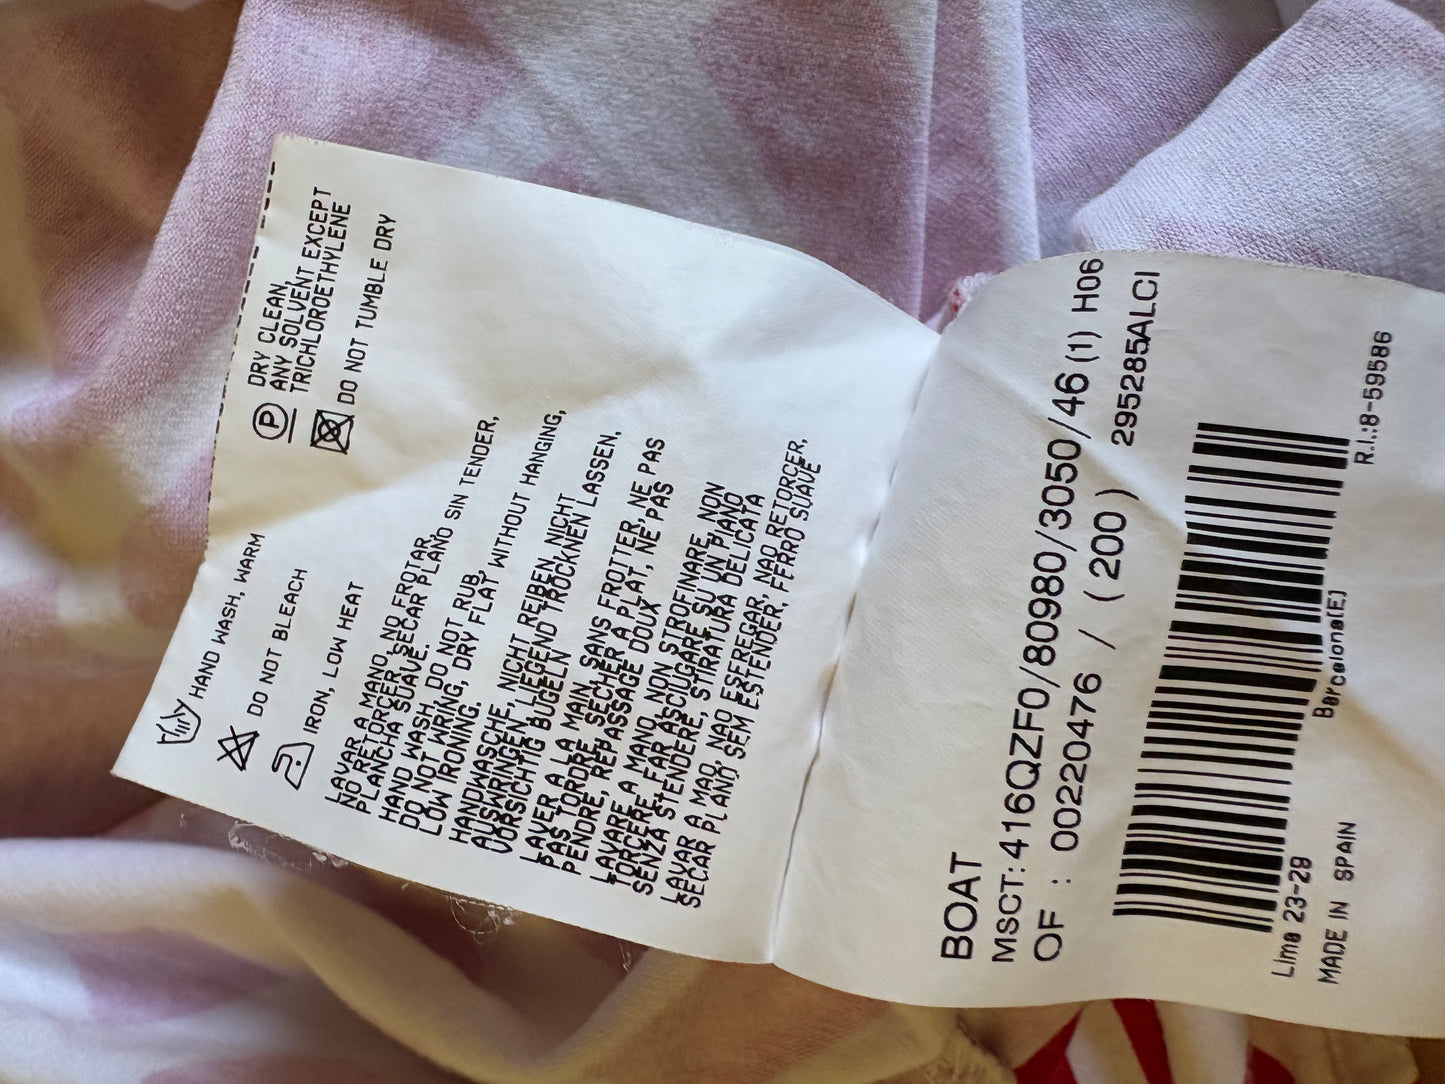 HAND WASH, WARM
DO NOT BLEACH
IRON, LOW HEAT
P
DRY CLEAN,
ANY SOLVENT EXCEPT
TRICHLOROETHYLENE
DO NOT TUMBLE DRY
LAVAR A MANO, NO FROTAR,
NO RETORCER, SECAR PLANO SIN TENDER,
PLANCHA SUAVE.
HAND WASH, DO NOT RUB,
DO NOT WRING, DRY FLAT WITHOUT HANGING,
LOW IRONING.
HANDWASCHE, NICHT REIBEN, NICHT
AUSWRINGEN, LIEGEND TROCKNEN LASSEN,
VORSICHTIG BUGELN
LAVER A LA MAIN, SANS FROTTER, NE PAS
PAS TORDRE, SECHER A PLAT, NE PAS
PENDRE, REPASSAGE DOUX
LAVARE A MANO, NON STROFINARE, NON
TORCERE, FAR ASCIUGARE SU UN PIANO
SENZA STENDERE, STIRATURA DELICATA
LAVAR A MAO, NAO ESFREGAR, NAO RETORCER,
SECAR PLANO, SEM ESTENDER, FERRO SUAVE
BOAT
MSCT:416QZF0/80980/3050/46(1) H06
OF : 00220476 / (200) 295285ALCI
Lima 23-29 Barcelona(E) R.I.:8-59586
MADE IN SPAIN